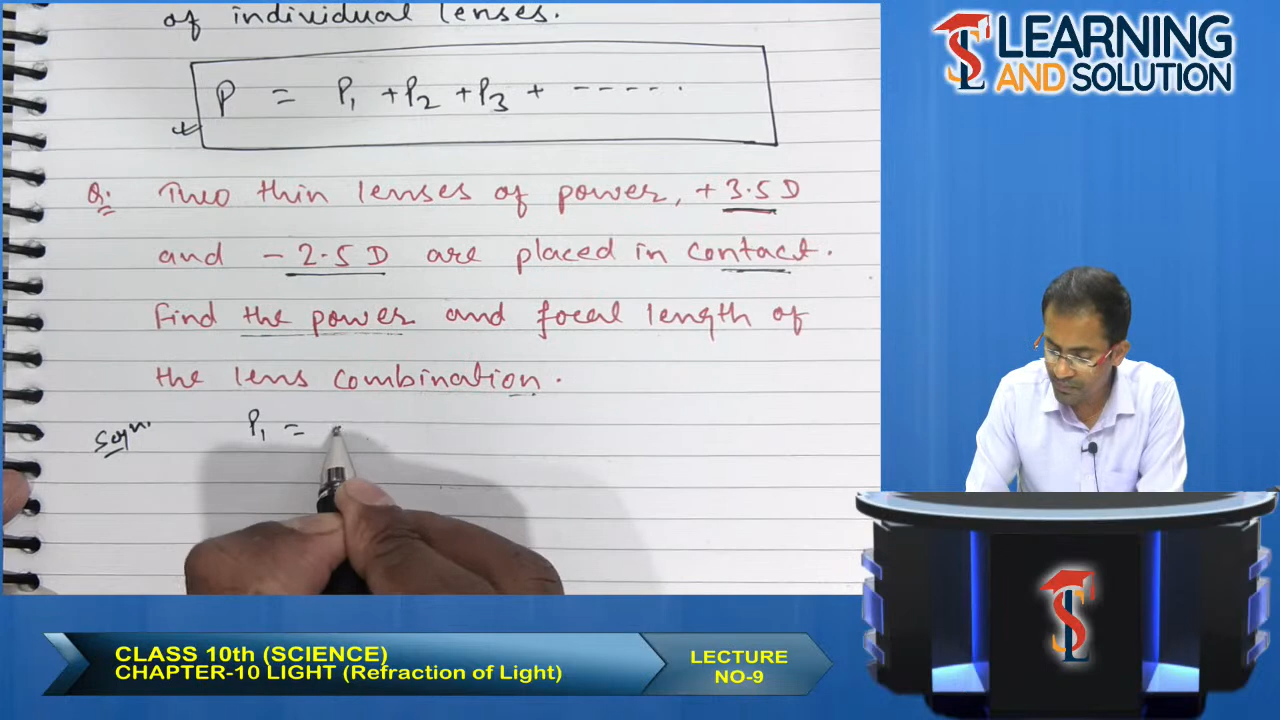 of individual lenses.
P = P1 + P2 + P3 + -----.
Q. Two thin lenses of power, + 3.5 D
and - 2.5 D are placed in contact.
Find the power and focal length of
the lens combination.
Soln.
P1 =
SL LEARNING
AND SOLUTION
SL
CLASS 10th (SCIENCE)
CHAPTER-10 LIGHT (Refraction of Light)
LECTURE
NO-9